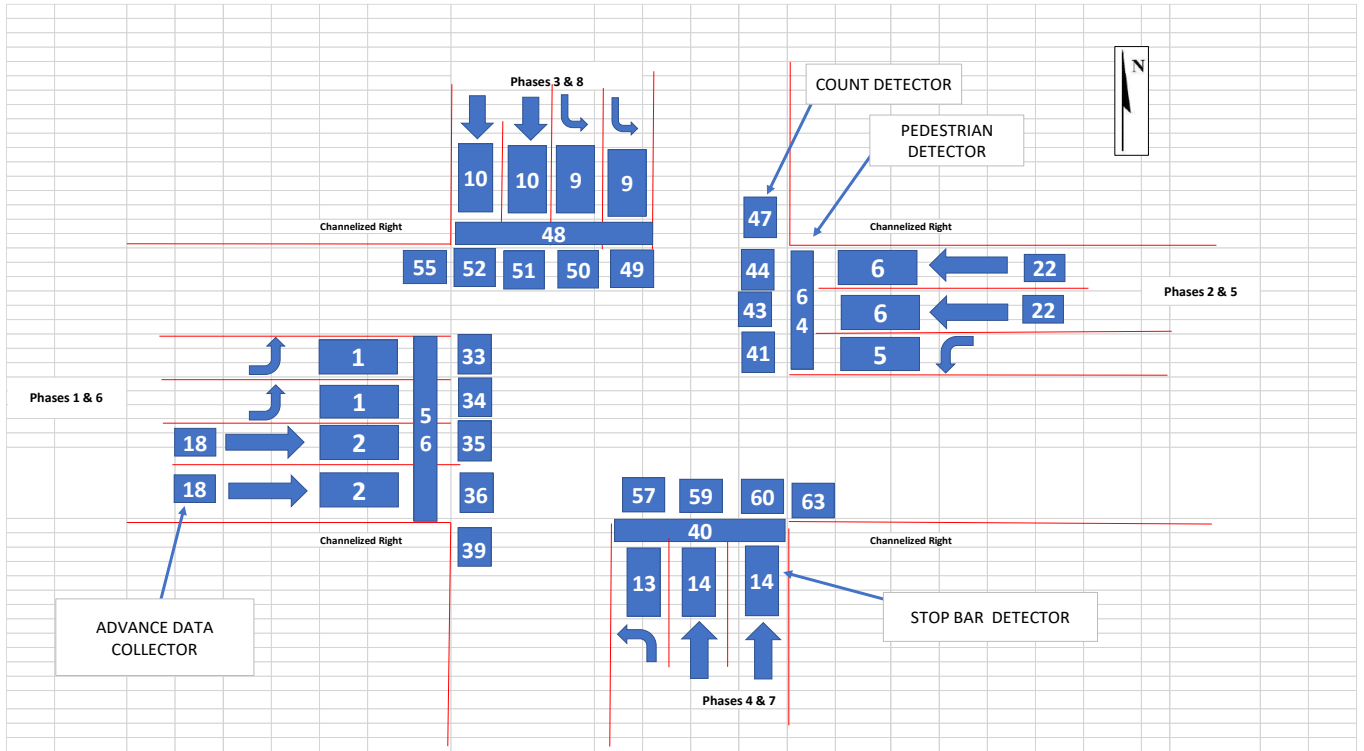 Phases 3 & 8
COUNT DETECTOR
N
PEDESTRIAN
DETECTOR
10
10
9
9
47
Channelized Right
48
Channelized Right
55
52
51
50
49
44
6
22
6
4
43
6
22
Phases 2 & 5
41
5
1
33
Phases 1 & 6
1
5
6
34
18
2
35
18
2
36
57
59
60
63
Channelized Right
39
40
Channelized Right
13
14
14
ADVANCE DATA
COLLECTOR
STOP BAR DETECTOR
Phases 4 & 7